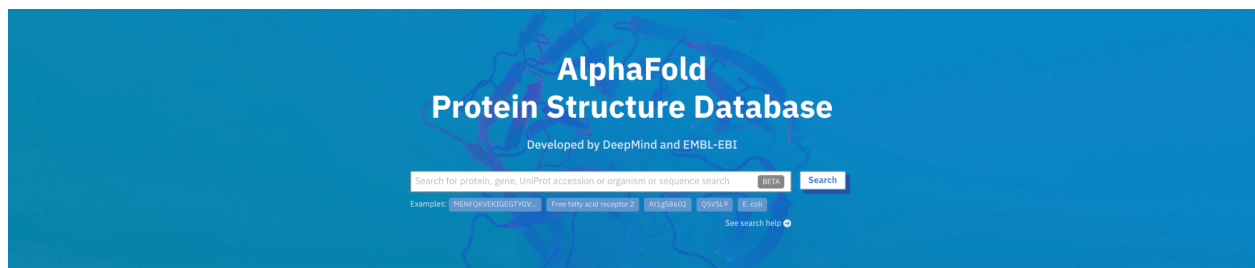 AlphaFold
Protein Structure Database
Developed by DeepMind and EMBL-EBI
Search for protein, gene, UniProt accession or organism or sequence search BETA Search
Examples: MENFQKVEKIGEGTYGV... Free fatty acid receptor 2 At1g58602 Q5VSL9 E. coli
See search help